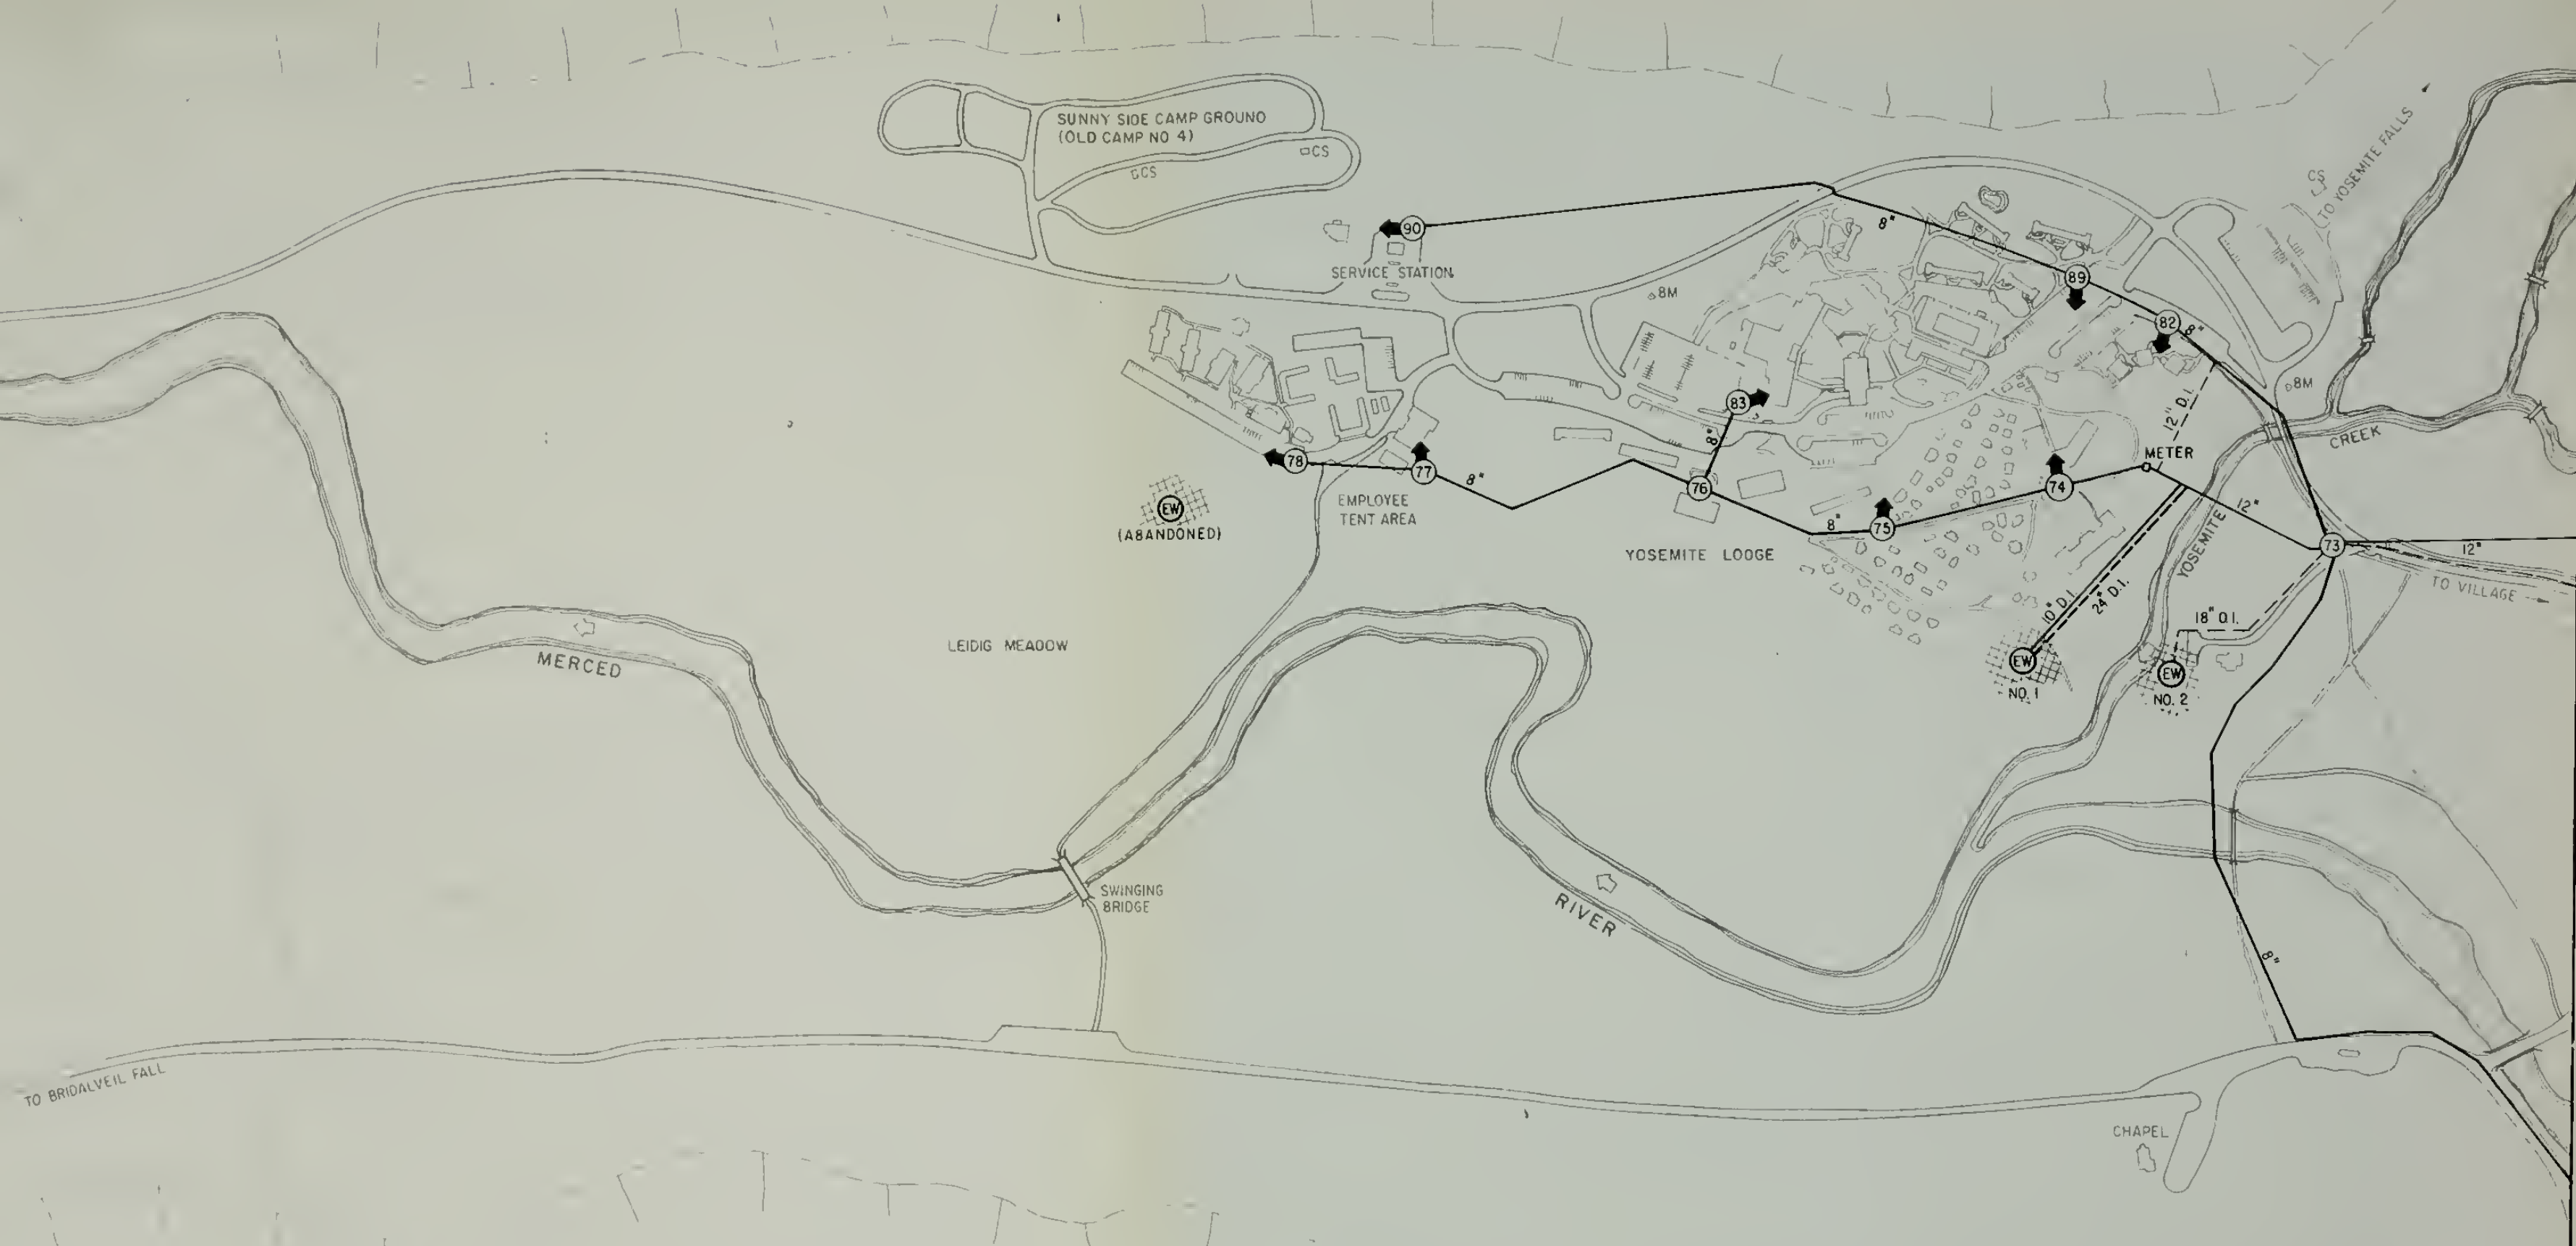 SUNNY SIDE CAMP GROUND
(OLD CAMP NO 4)
CS
CS
CS
TO YOSEMITE FALLS
90
8"
SERVICE STATION
BM
89
82
8"
BM
83
8"
12" D.I.
CREEK
METER
78
77
8"
76
74
EW
(ABANDONED)
EMPLOYEE
TENT AREA
8"
75
12"
YOSEMITE
73
12"
YOSEMITE LODGE
TO VILLAGE
10" D.I.
24" D.I.
18" D.I.
LEIDIG MEADOW
MERCED
EW
NO. 1
EW
NO. 2
SWINGING
BRIDGE
RIVER
8"
TO BRIDALVEIL FALL
CHAPEL